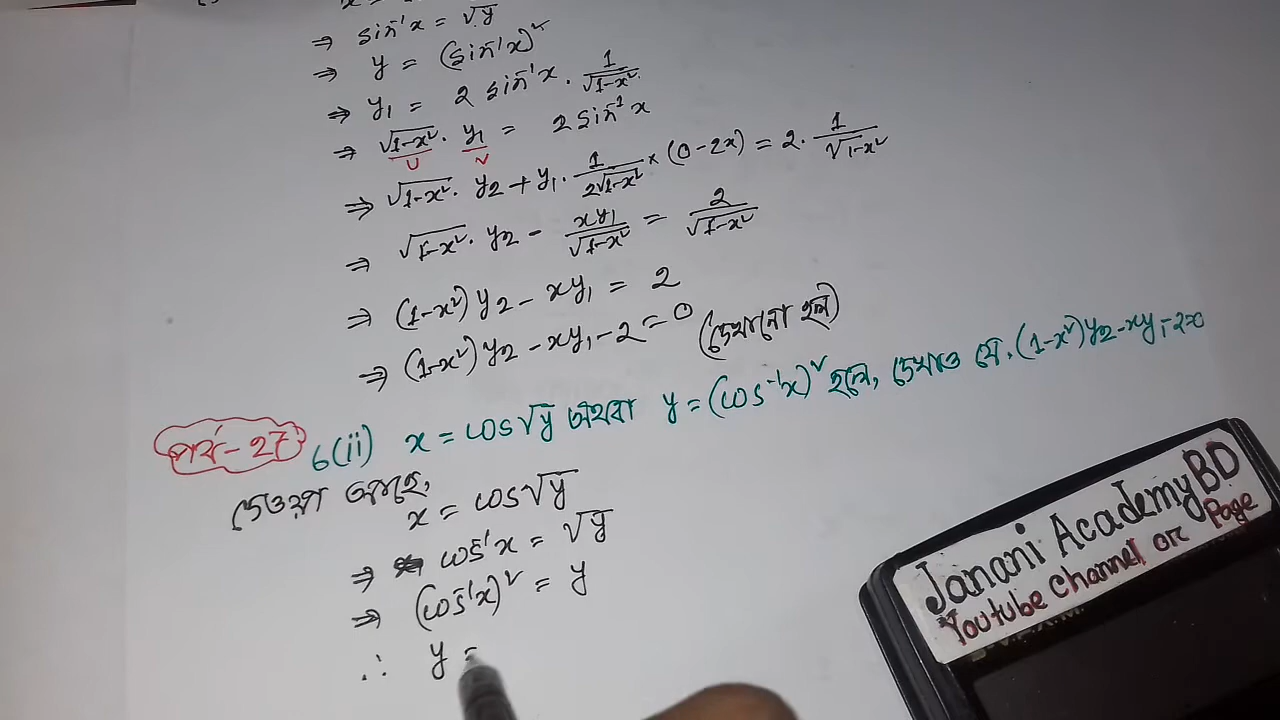 ⇒ sin⁻¹x = √y
⇒ y = (sin⁻¹x)²
⇒ y₁ = 2 sin⁻¹x · 1/√(1-x²)
⇒ √(1-x²) · y₁ = 2 sin⁻¹x
U V
⇒ √(1-x²) · y₂ + y₁ · 1/(2√(1-x²)) × (0-2x) = 2 · 1/√(1-x²)
⇒ √(1-x²) · y₂ - xy₁/√(1-x²) = 2/√(1-x²)
⇒ (1-x²)y₂ - xy₁ = 2
⇒ (1-x²)y₂ - xy₁ - 2 = 0 (দেখানো হল)
পর্ব-27 6(ii) x = cos√y অথবা y = (cos⁻¹x)² হলে, দেখাও যে, (1-x²)y₂-xy₁-2=0
দেওয়া আছে,
x = cos√y
⇒ cos⁻¹x = √y
⇒ (cos⁻¹x)² = y
∴ y =
Janani AcademyBD
Youtube Channel or Page